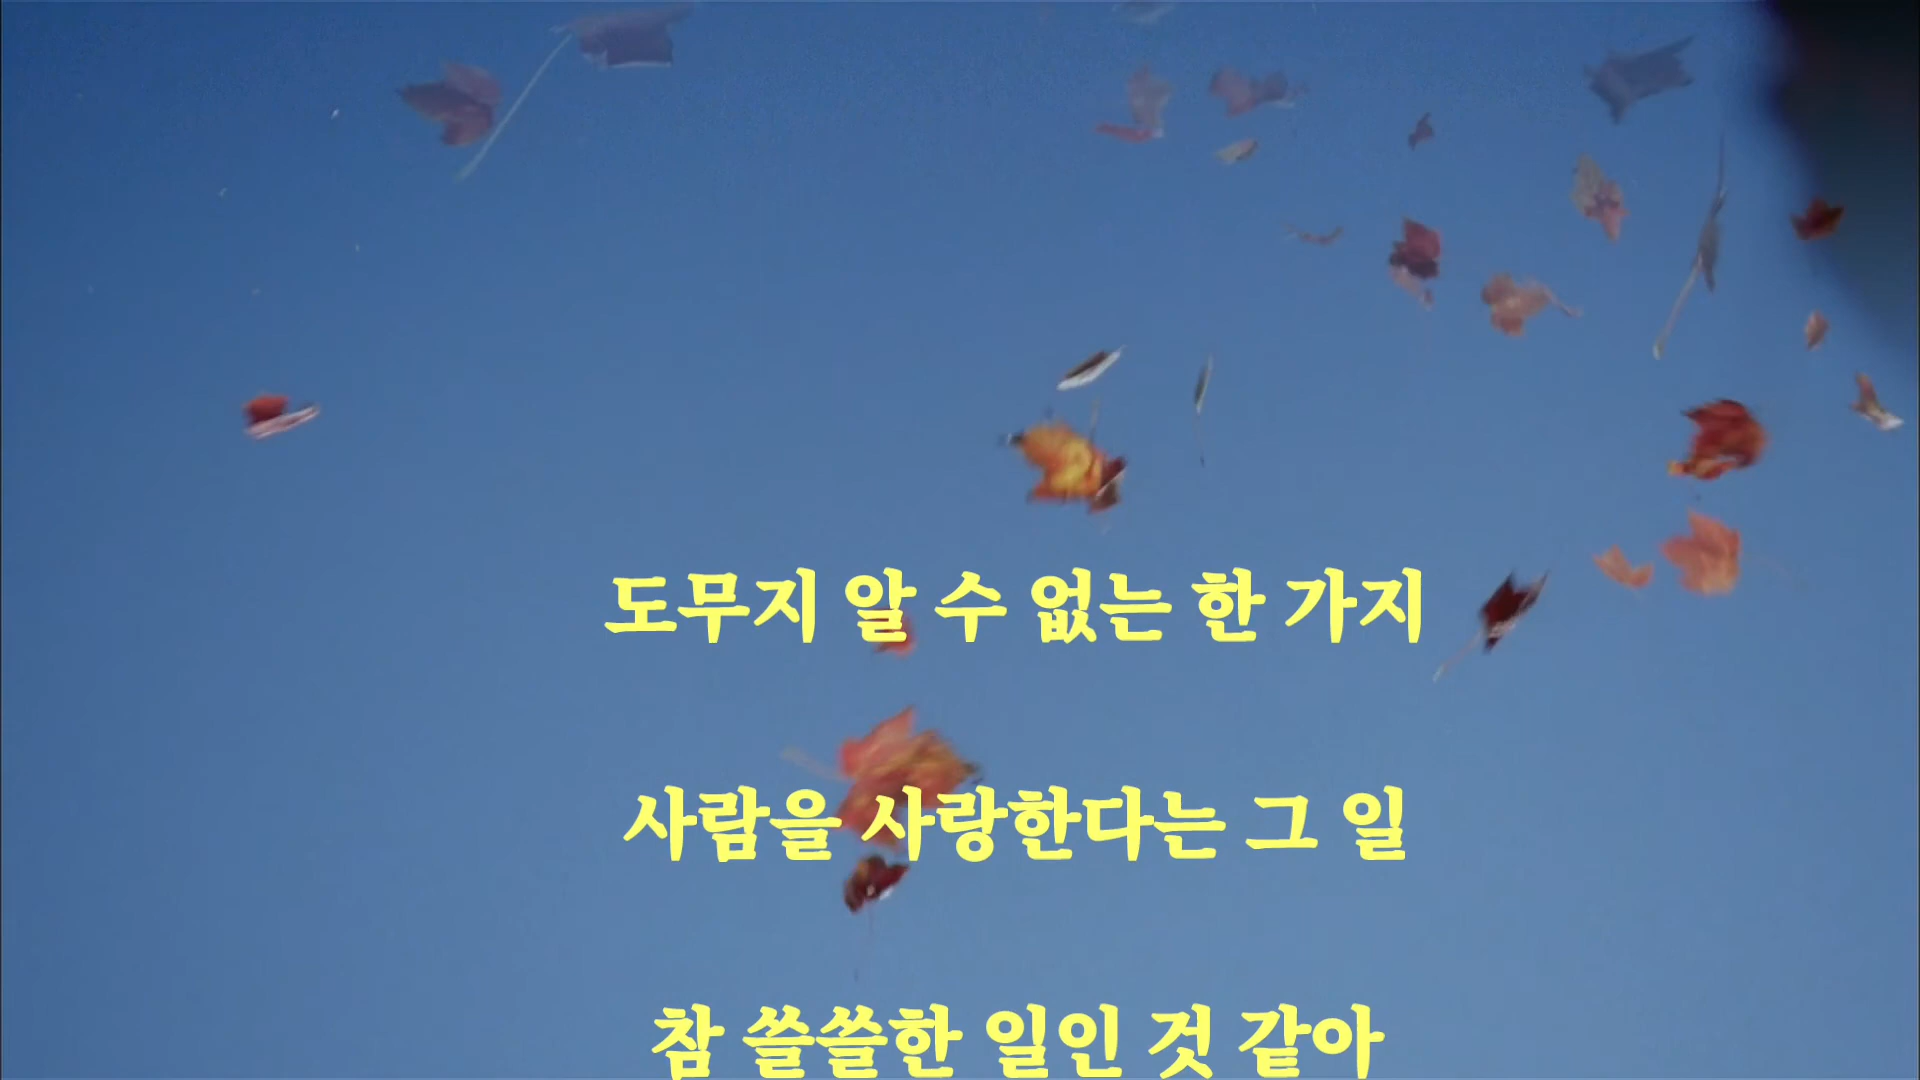 도무지 알 수 없는 한 가지
사람을 사랑한다는 그 일
참 쓸쓸한 일인 것 같아